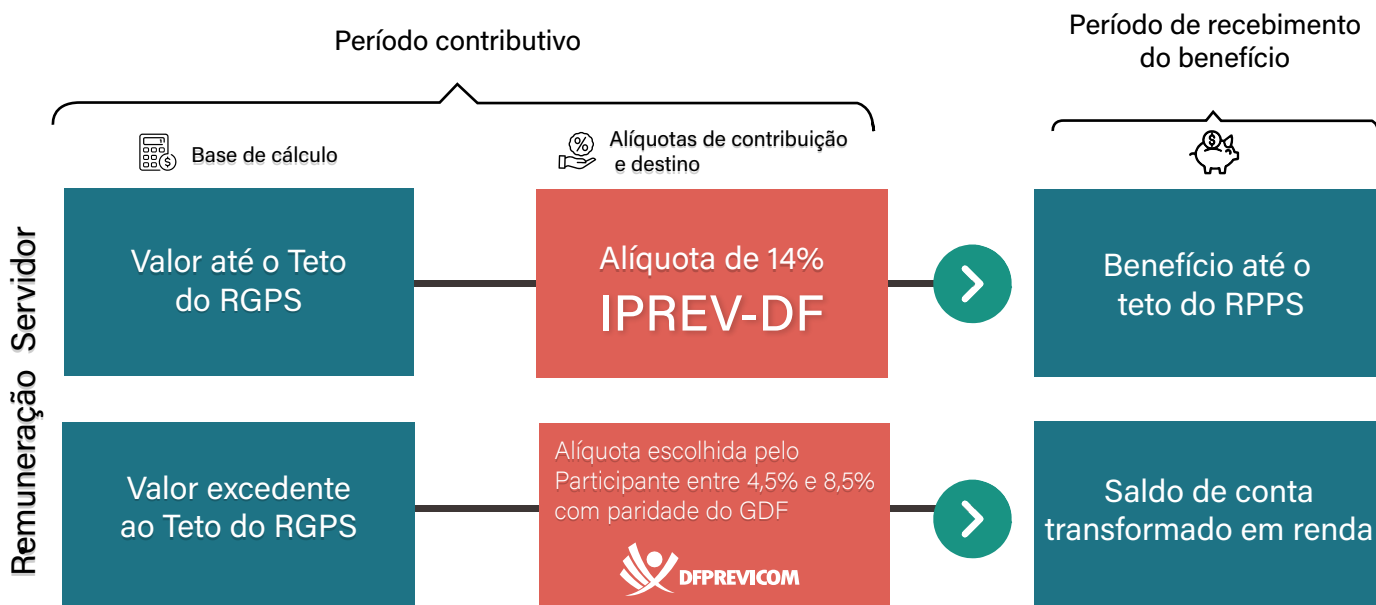 Período contributivo
Período de recebimento
do benefício
Base de cálculo
Alíquotas de contribuição
e destino
Remuneração Servidor
Valor até o Teto
do RGPS
Alíquota de 14%
IPREV-DF
Benefício até o
teto do RPPS
Valor excedente
ao Teto do RGPS
Alíquota escolhida pelo
Participante entre 4,5% e 8,5%
com paridade do GDF
DFPREVICOM
Saldo de conta
transformado em renda